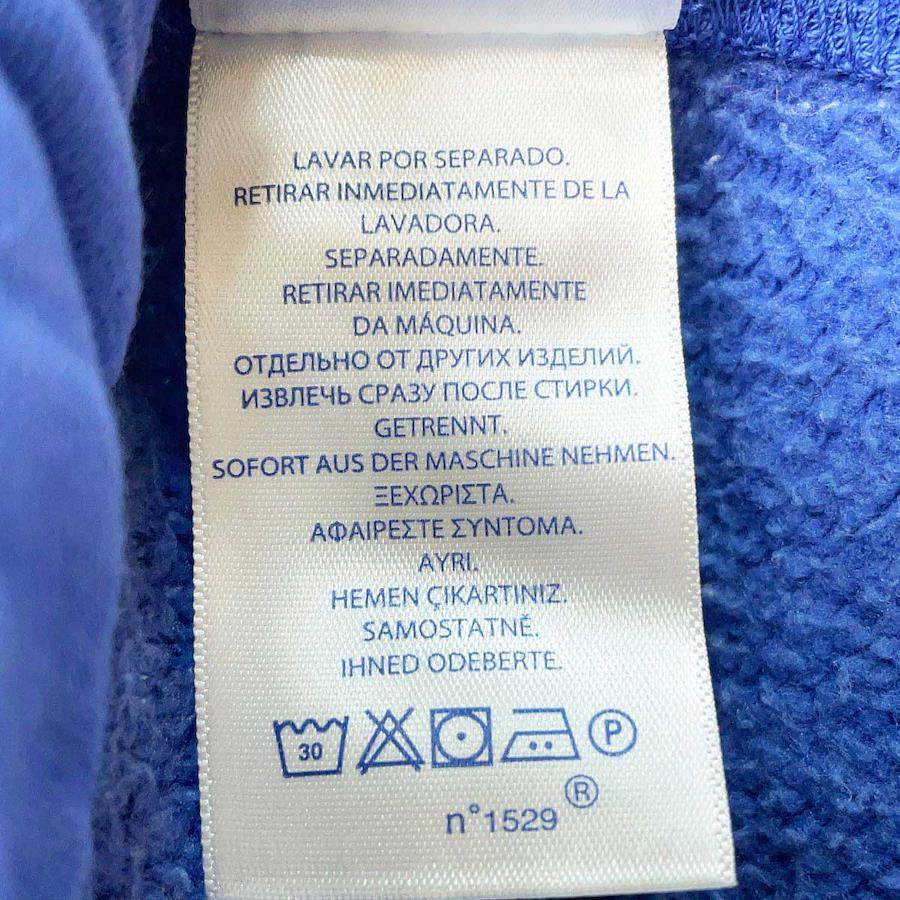 LAVAR POR SEPARADO.
RETIRAR INMEDIATAMENTE DE LA
LAVADORA.
SEPARADAMENTE.
RETIRAR IMEDIATAMENTE
DA MÁQUINA.
ОТДЕЛЬНО ОТ ДРУГИХ ИЗДЕЛИЙ.
ИЗВЛЕЧЬ СРАЗУ ПОСЛЕ СТИРКИ.
GETRENNT.
SOFORT AUS DER MASCHINE NEHMEN.
ΞΕΧΩΡΙΣΤΑ.
ΑΦΑΙΡΕΣΤΕ ΣΥΝΤΟΜΑ.
AYRI.
HEMEN ÇIKARTINIZ.
SAMOSTATNĚ.
IHNED ODEBERTE.
30 P
n°1529 ®